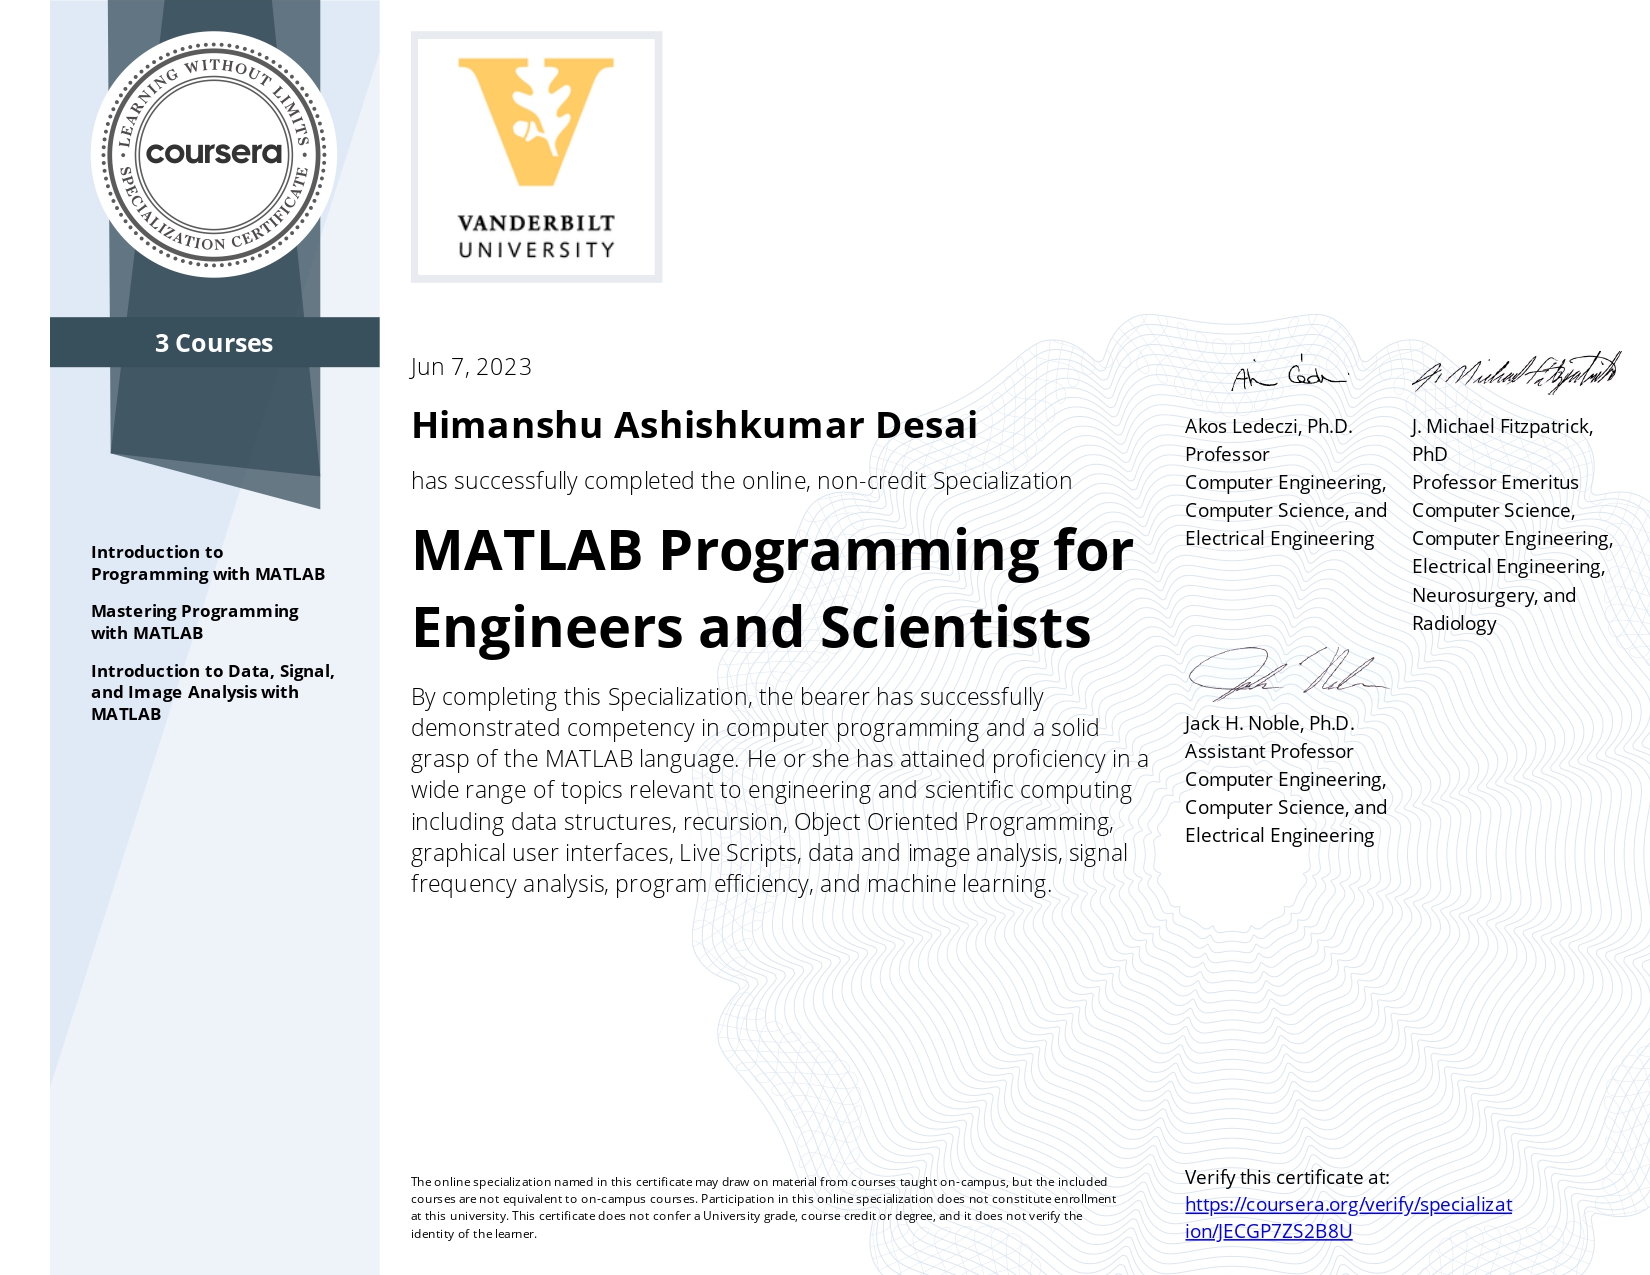 LEARNING WITHOUT LIMITS
coursera
SPECIALIZATION CERTIFICATE
3 Courses
Introduction to
Programming with MATLAB
Mastering Programming
with MATLAB
Introduction to Data, Signal,
and Image Analysis with
MATLAB
VANDERBILT
UNIVERSITY
Jun 7, 2023
Himanshu Ashishkumar Desai
has successfully completed the online, non-credit Specialization
MATLAB Programming for
Engineers and Scientists
By completing this Specialization, the bearer has successfully
demonstrated competency in computer programming and a solid
grasp of the MATLAB language. He or she has attained proficiency in a
wide range of topics relevant to engineering and scientific computing
including data structures, recursion, Object Oriented Programming,
graphical user interfaces, Live Scripts, data and image analysis, signal
frequency analysis, program efficiency, and machine learning.
Akos Ledeczi, Ph.D.
Professor
Computer Engineering,
Computer Science, and
Electrical Engineering
J. Michael Fitzpatrick
J. Michael Fitzpatrick,
PhD
Professor Emeritus
Computer Science,
Computer Engineering,
Electrical Engineering,
Neurosurgery, and
Radiology
Jack H. Noble, Ph.D.
Assistant Professor
Computer Engineering,
Computer Science, and
Electrical Engineering
The online specialization named in this certificate may draw on material from courses taught on-campus, but the included
courses are not equivalent to on-campus courses. Participation in this online specialization does not constitute enrollment
at this university. This certificate does not confer a University grade, course credit or degree, and it does not verify the
identity of the learner.
Verify this certificate at:
https://coursera.org/verify/specializat
ion/JECGP7ZS2B8U